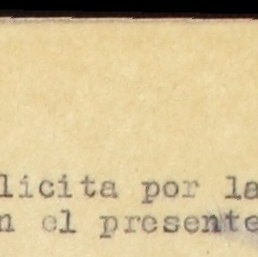 licita por la
n el presente